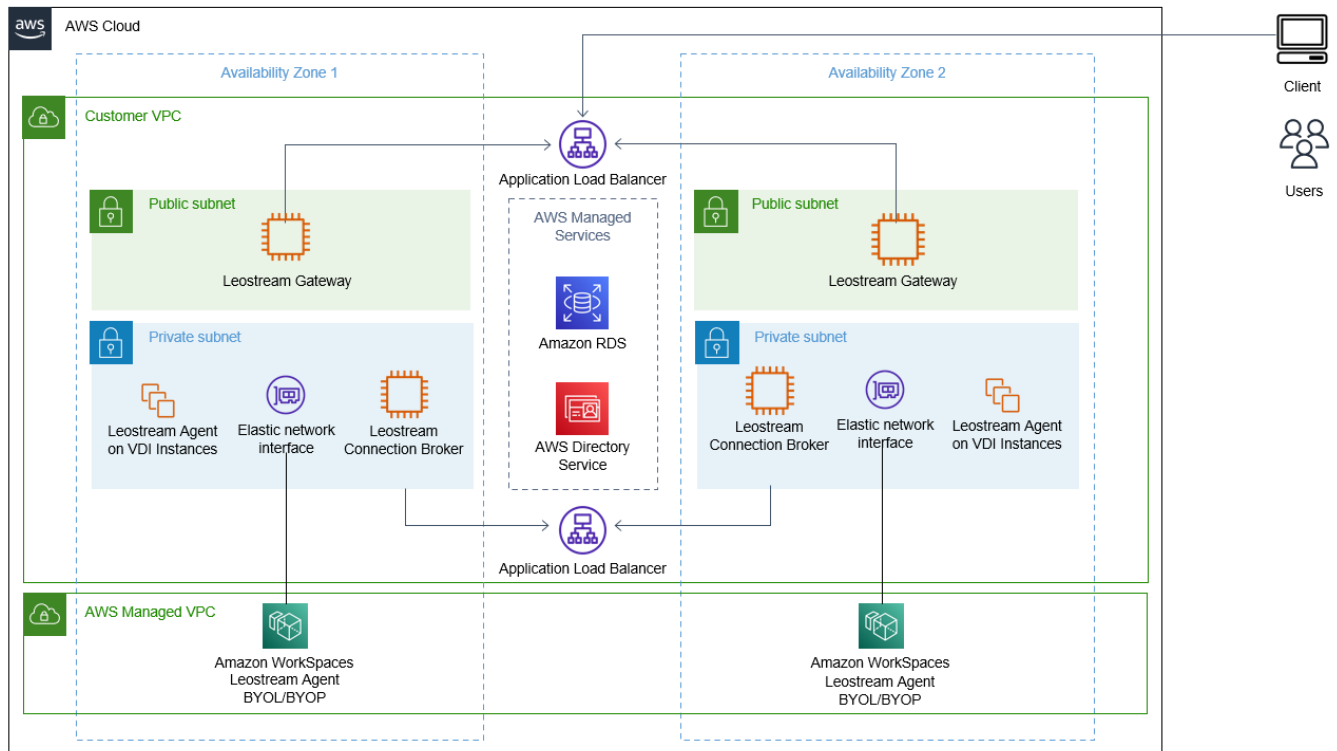 aws
AWS Cloud
Availability Zone 1
Availability Zone 2
Client
Users
Customer VPC
Application Load Balancer
Public subnet
Leostream Gateway
AWS Managed
Services
Amazon RDS
AWS Directory
Service
Public subnet
Leostream Gateway
Private subnet
Leostream Agent
on VDI Instances
Elastic network
interface
Leostream
Connection Broker
Private subnet
Leostream
Connection Broker
Elastic network
interface
Leostream Agent
on VDI Instances
Application Load Balancer
AWS Managed VPC
Amazon WorkSpaces
Leostream Agent
BYOL/BYOP
Amazon WorkSpaces
Leostream Agent
BYOL/BYOP